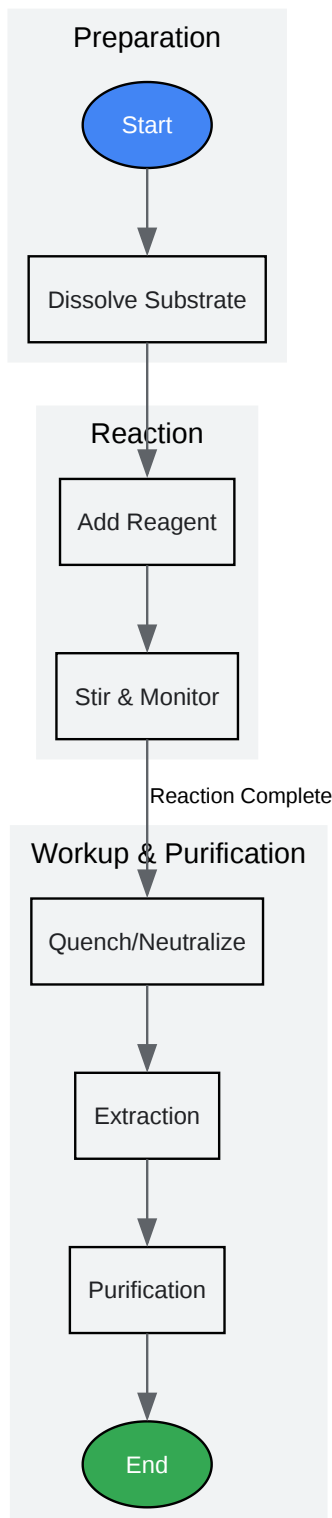 Preparation
Start
Dissolve Substrate
Reaction
Add Reagent
Stir & Monitor
Reaction Complete
Workup & Purification
Quench/Neutralize
Extraction
Purification
End